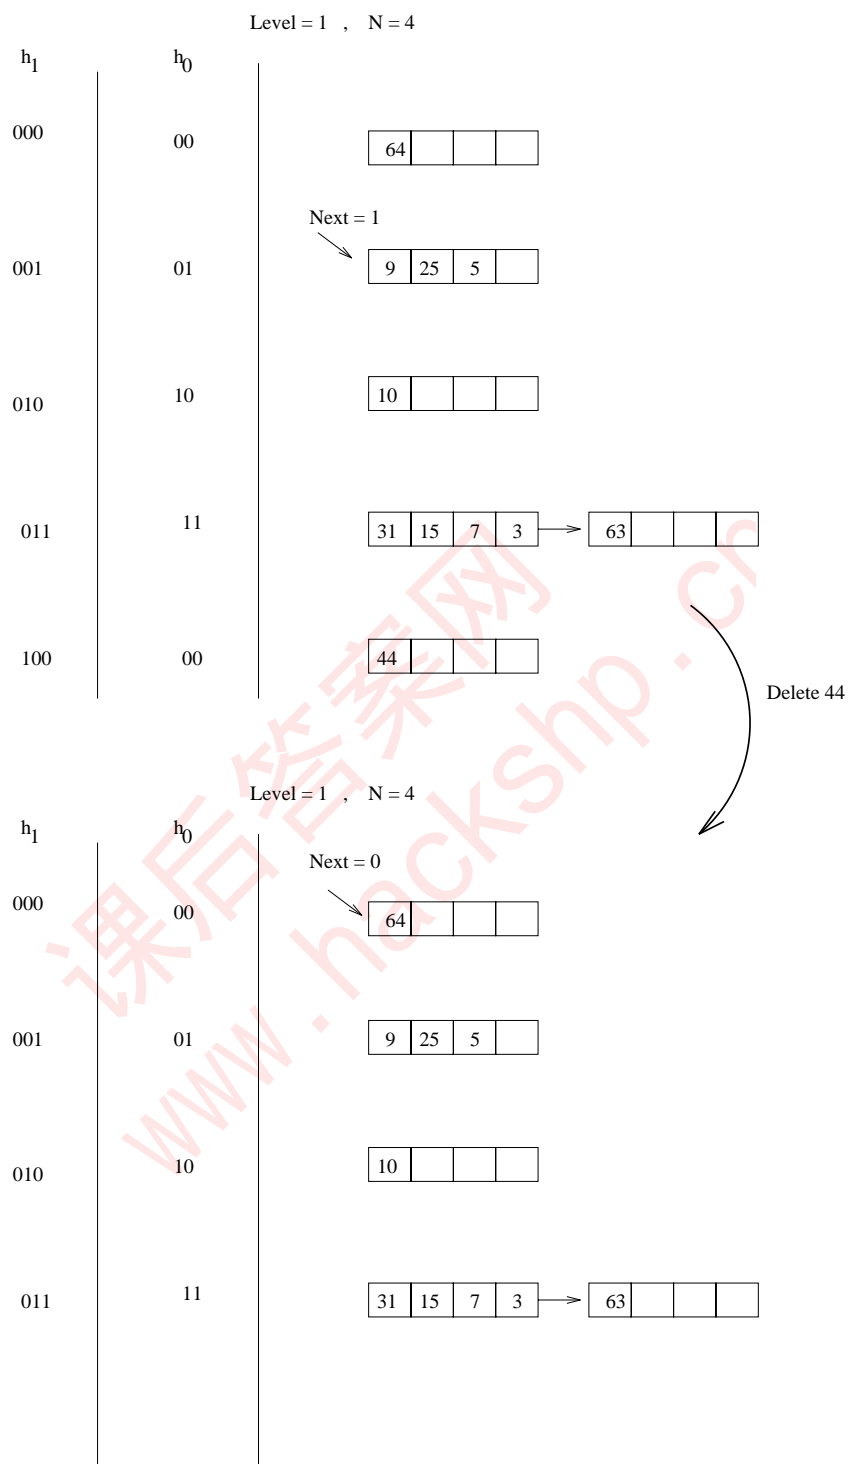 Level = 1 , N = 4
h1 h0
000 00 64
Next = 1
001 01 9 25 5
010 10 10
011 11 31 15 7 3 63
100 00 44
Delete 44
Level = 1 , N = 4
h1 h0
Next = 0
000 00 64
001 01 9 25 5
010 10 10
011 11 31 15 7 3 63
课后答案网
www.hackshp.cn